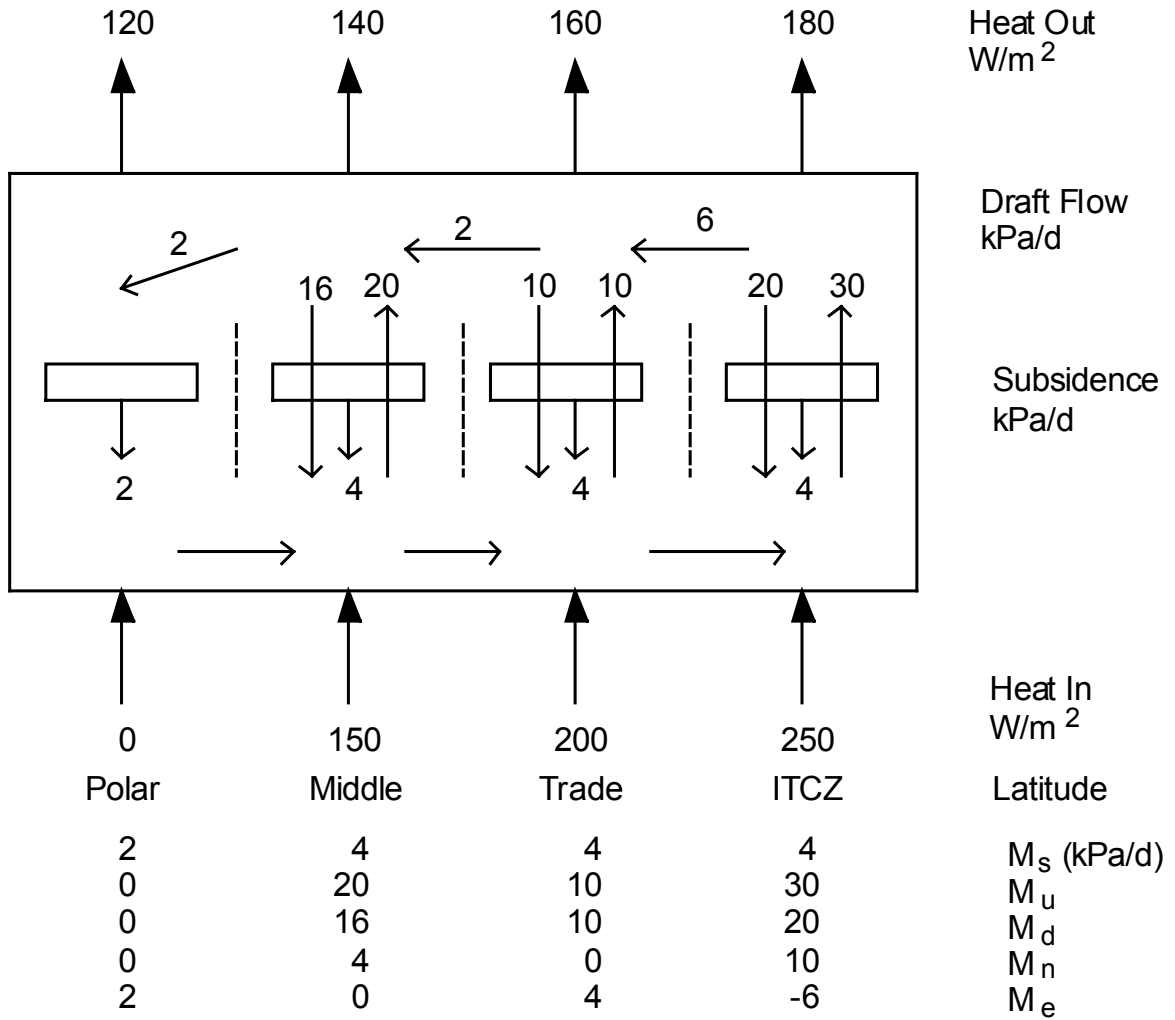 120 140 160 180 Heat Out
W/m 2
Draft Flow
kPa/d
2 2 6
16 20 10 10 20 30
Subsidence
kPa/d
2 4 4 4
Heat In
W/m 2
0 150 200 250
Polar Middle Trade ITCZ Latitude
2 4 4 4 M s (kPa/d)
0 20 10 30 M u
0 16 10 20 M d
0 4 0 10 M n
2 0 4 -6 M e